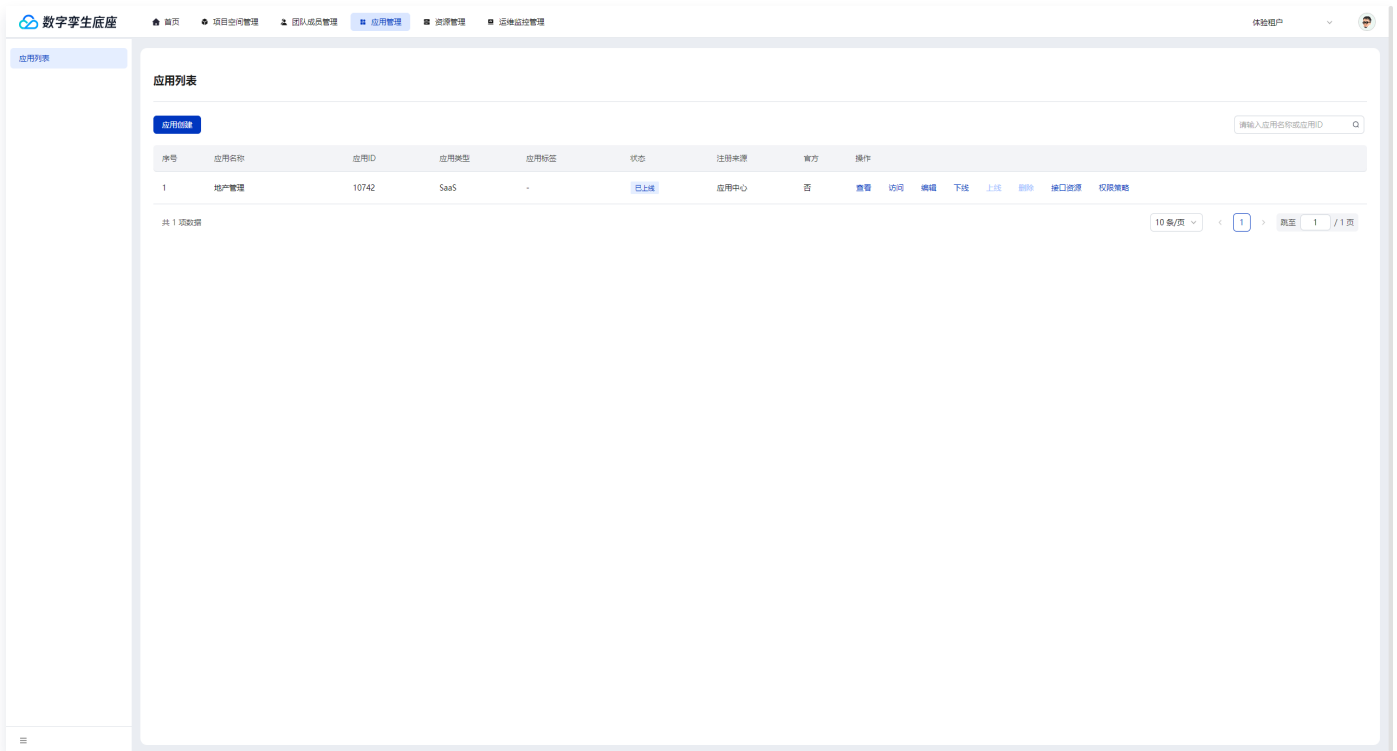 数字孪生底座 首页 项目空间管理 团队成员管理 应用管理 资源管理 运维监控管理 体验租户
应用列表
应用列表
应用创建 请输入应用名称或应用ID
序号 应用名称 应用ID 应用类型 应用标签 状态 注册来源 官方 操作
1 地产管理 10742 SaaS - 已上线 应用中心 否 查看 访问 编辑 下线 上线 删除 接口资源 权限策略
共 1 项数据 10 条/页 1 跳至 1 / 1 页